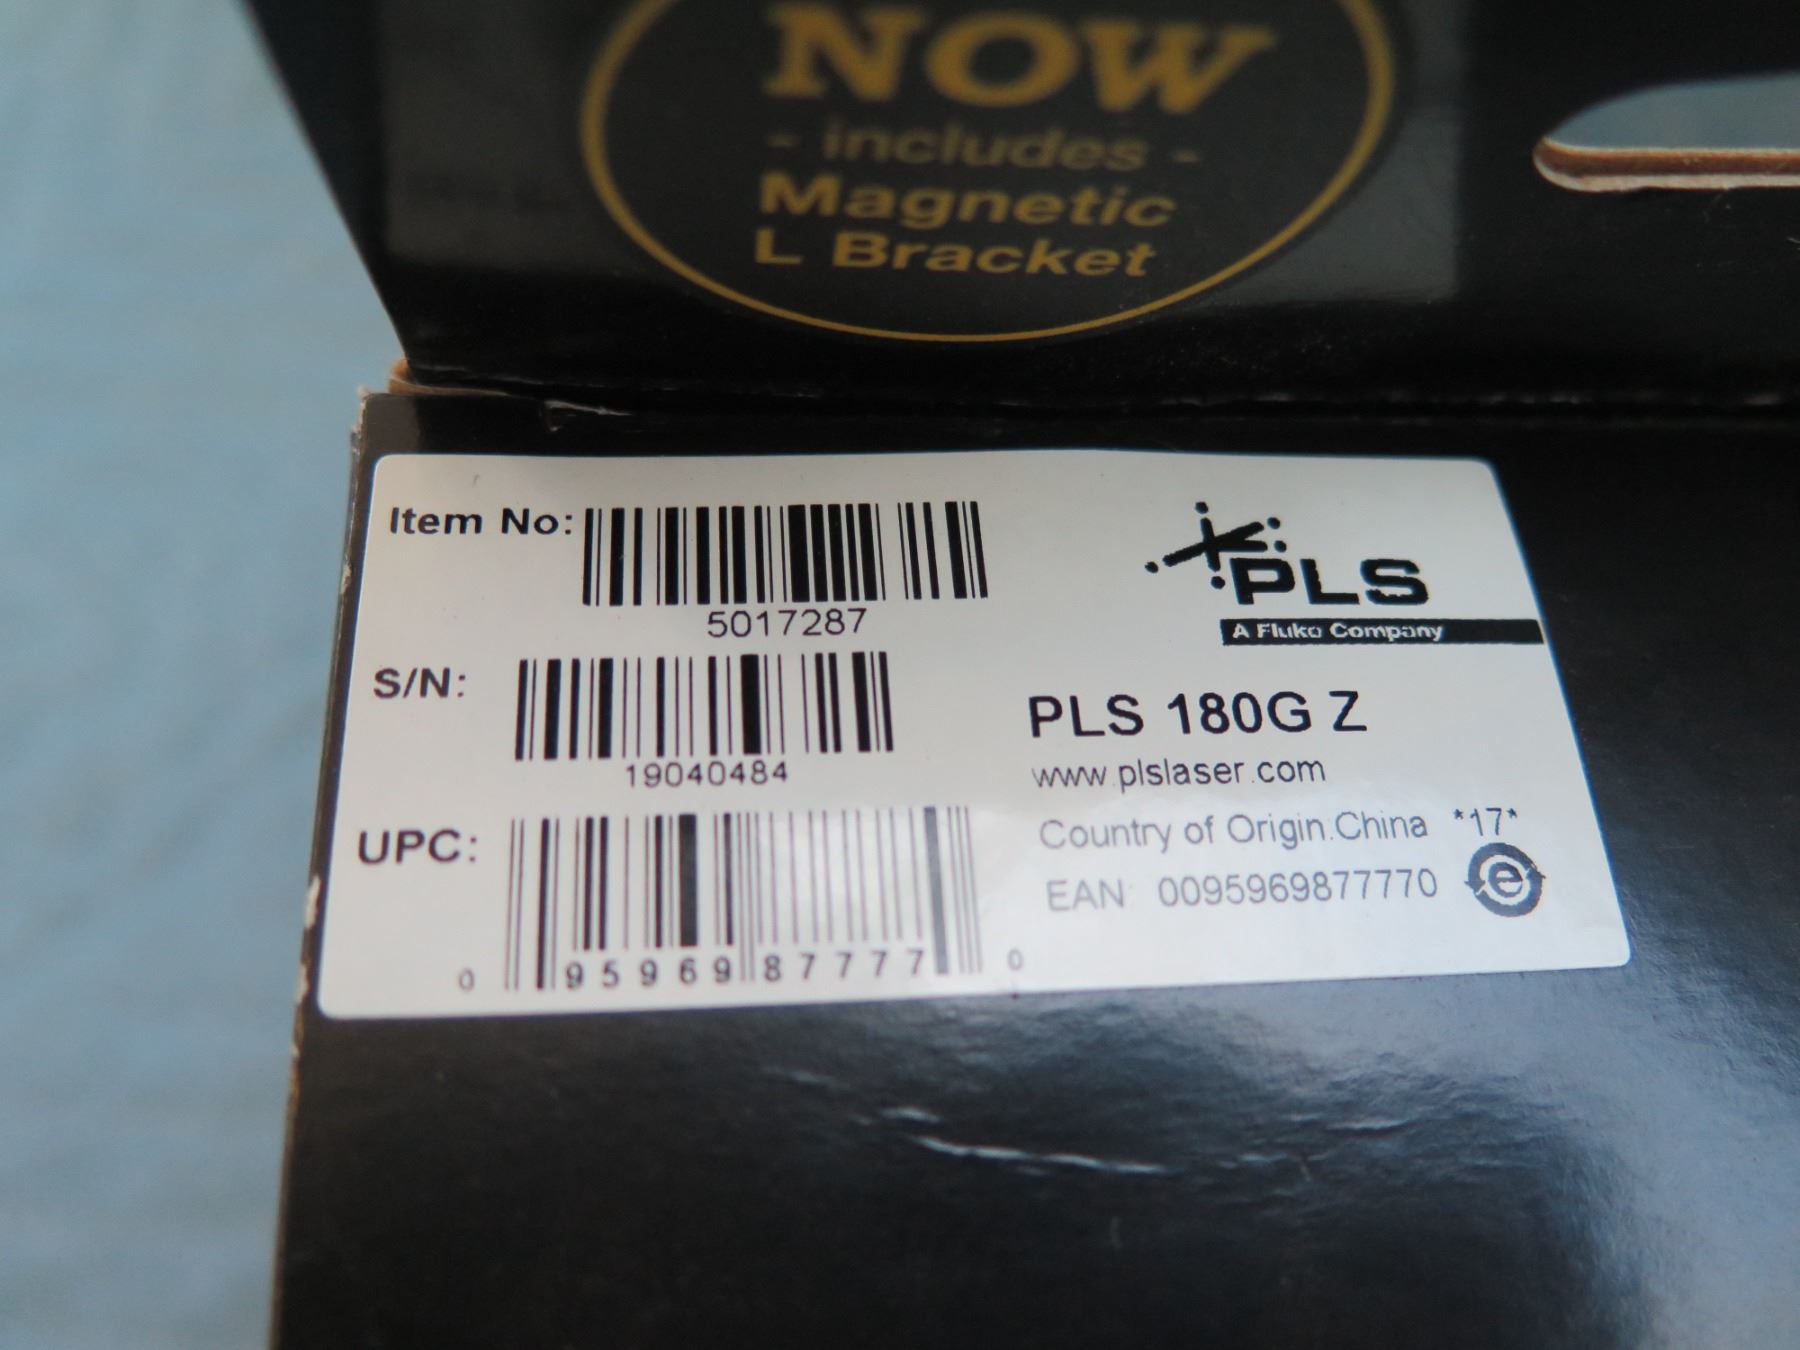 NOW
- includes -
Magnetic
L Bracket
Item No:
5017287
S/N:
19040484
UPC:
0 95969 87777 0
PLS
A Fluke Company
PLS 180G Z
www.plslaser.com
Country of Origin:China *17*
EAN: 0095969877770
e